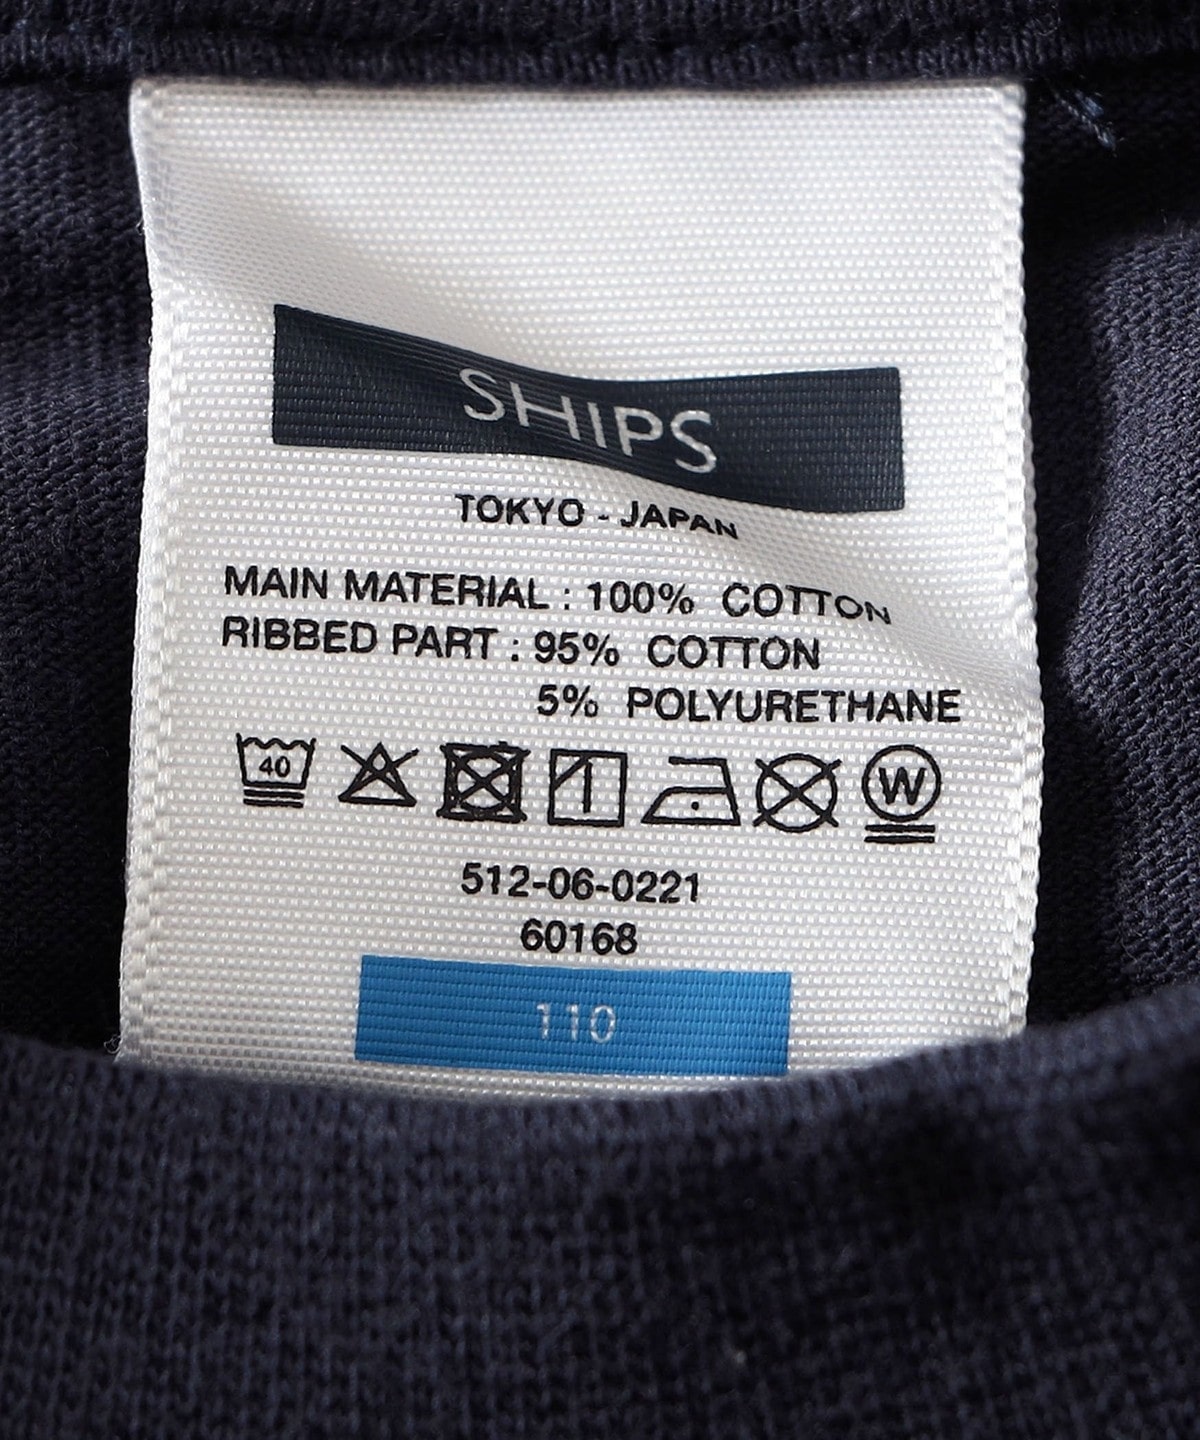 SHIPS
TOKYO - JAPAN
MAIN MATERIAL : 100% COTTON
RIBBED PART : 95% COTTON
5% POLYURETHANE
40
W
512-06-0221
60168
110